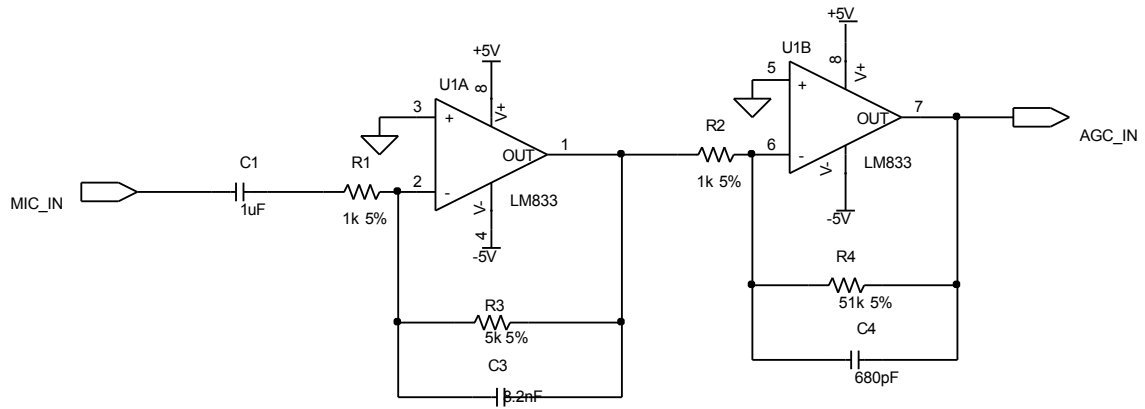 +5V
U1B
8
V+
5
+
+5V
U1A
8
V+
7
OUT
3
+
R2
AGC_IN
1
OUT
6
-
V-
LM833
C1
R1
1k 5%
2
-
LM833
MIC_IN
1uF
1k 5%
V-
-5V
4
-5V
R4
51k 5%
R3
5k 5%
C4
C3
680pF
8.2nF